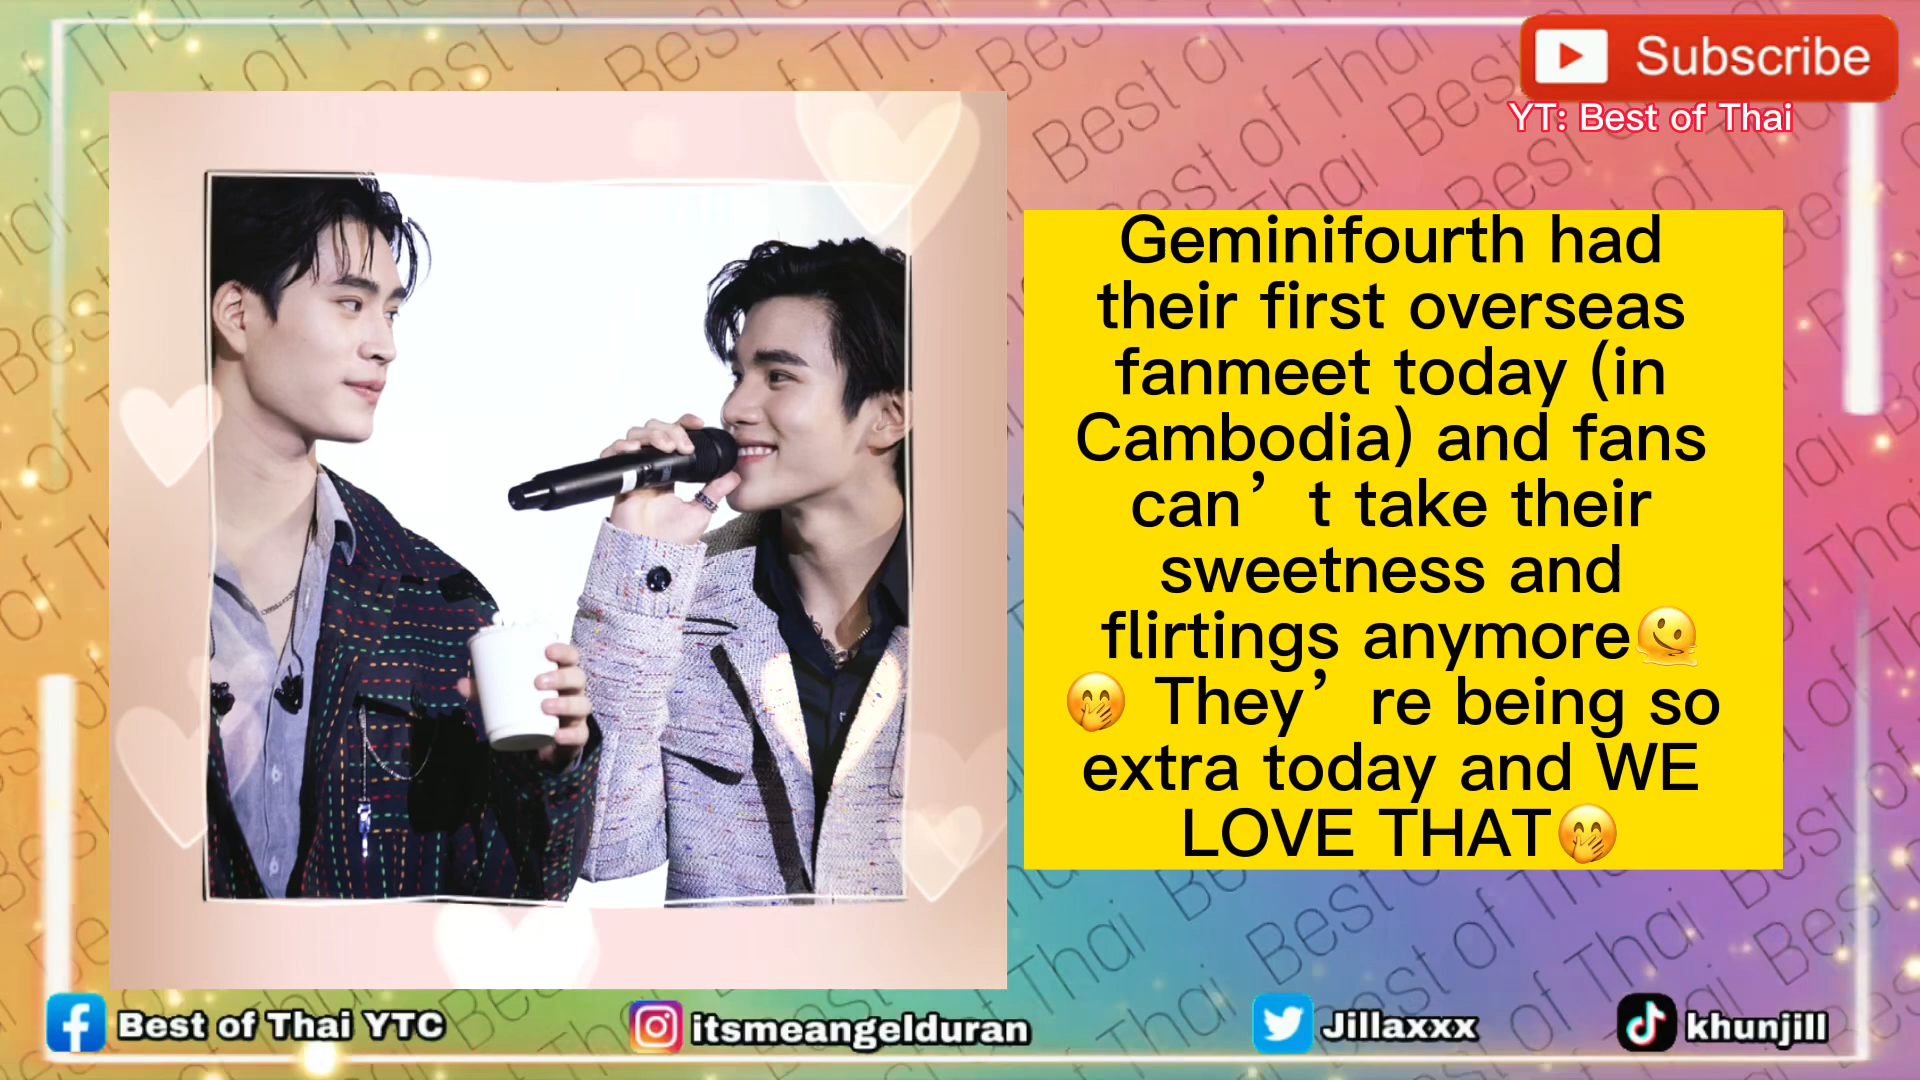 Subscribe
YT: Best of Thai
Geminifourth had
their first overseas
fanmeet today (in
Cambodia) and fans
can’t take their
sweetness and
flirtings anymore🫠
🤭 They’re being so
extra today and WE
LOVE THAT🤭
Best of Thai YTC
itsmeangelduran
Jillaxxx
khunjill